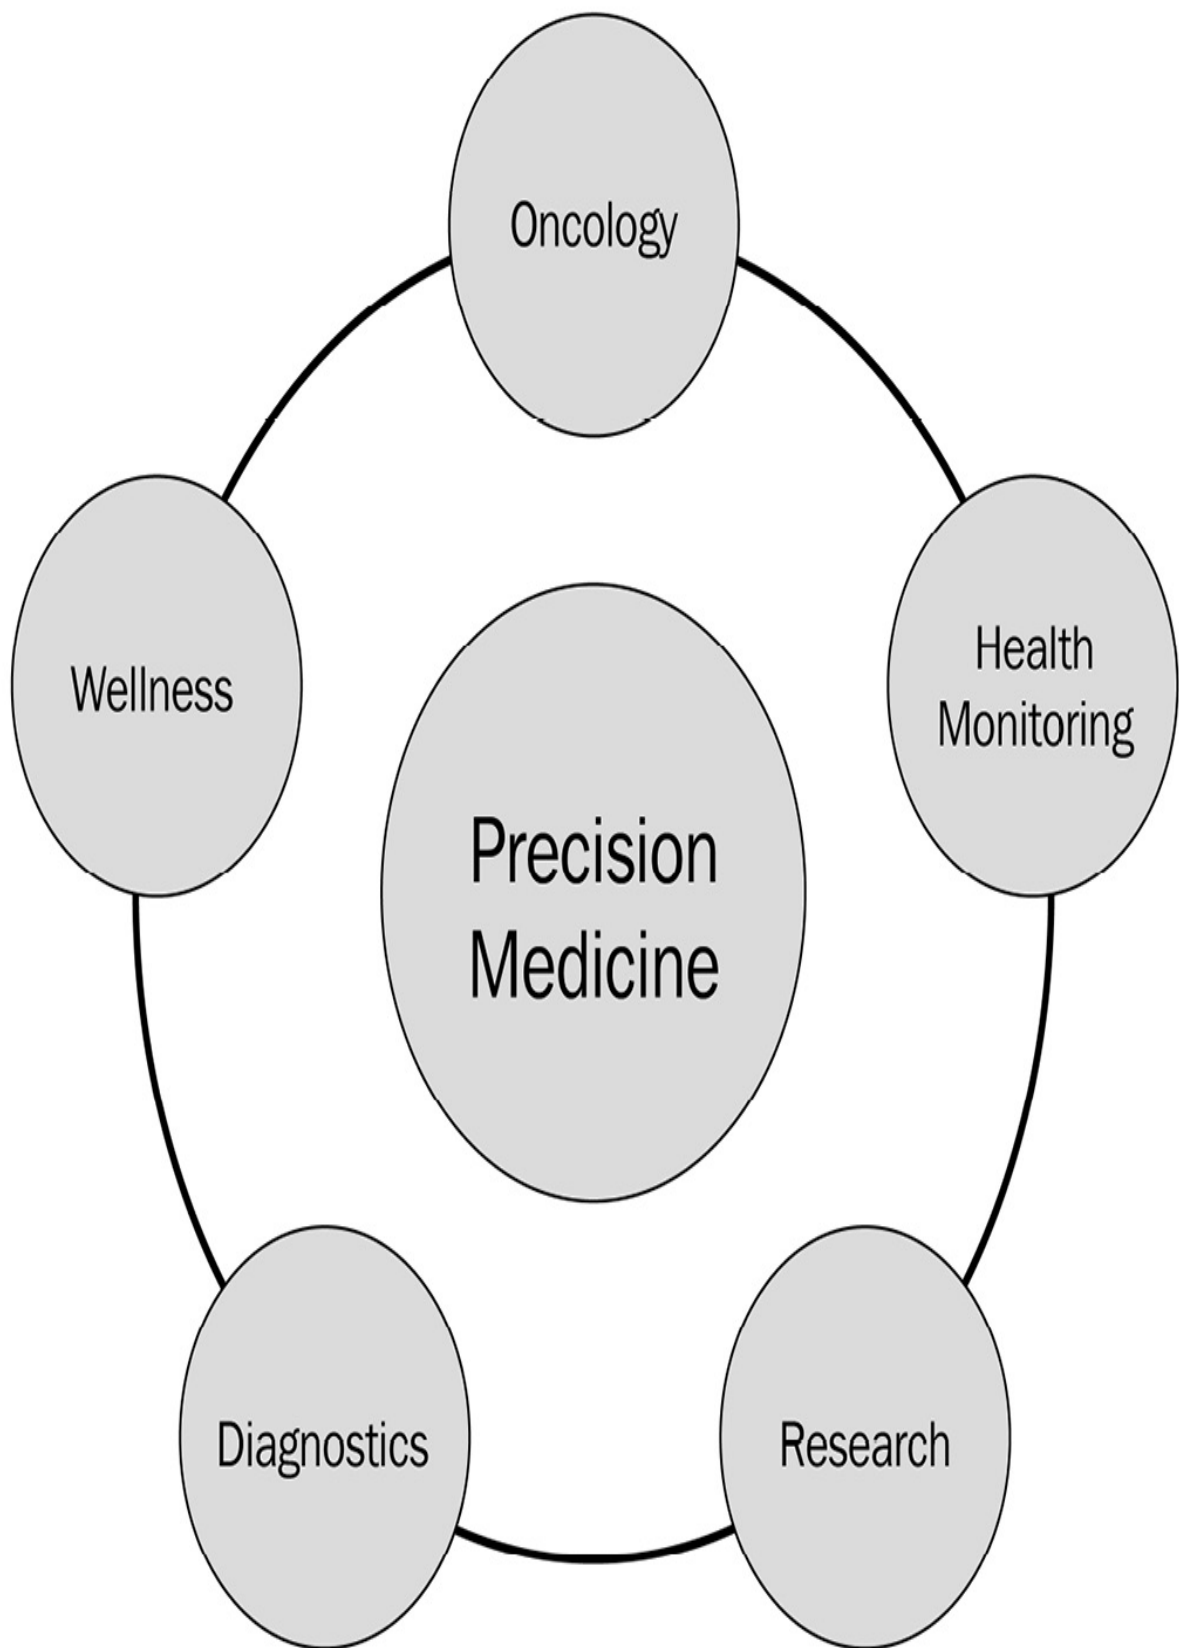 Oncology
Wellness
Health
Monitoring
Precision
Medicine
Diagnostics
Research